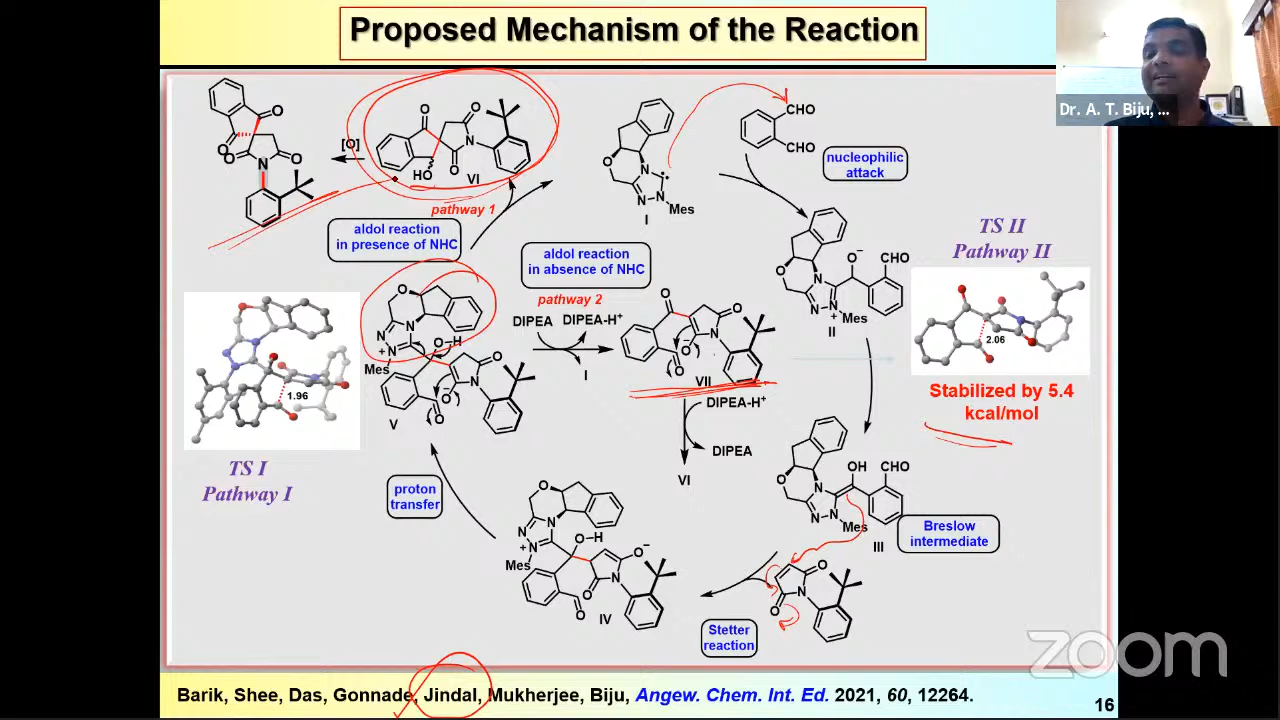 Proposed Mechanism of the Reaction
Dr. A. T. Biju, ...
O
O
O
O
N
[O]
O
O
O
HO
N
VI
pathway 1
aldol reaction
in presence of NHC
O
N
N
N
Mes
I
CHO
CHO
nucleophilic
attack
aldol reaction
in absence of NHC
pathway 2
DIPEA
DIPEA-H+
I
O
O
N
O
O
VII
DIPEA-H+
DIPEA
VI
O
N
N
N
+
Mes
O-H
O
N
O
O
V
O
O−
CHO
N
N
N
+
Mes
II
TS II
Pathway II
2.06
Stabilized by 5.4
kcal/mol
1.96
TS I
Pathway I
proton
transfer
O
N
N
N
+
Mes
O-H
O−
O
N
O
IV
O
OH
CHO
N
N
N
Mes
III
Breslow
intermediate
O
N
O
Stetter
reaction
zoom
Barik, Shee, Das, Gonnade, Jindal, Mukherjee, Biju, Angew. Chem. Int. Ed. 2021, 60, 12264.
16